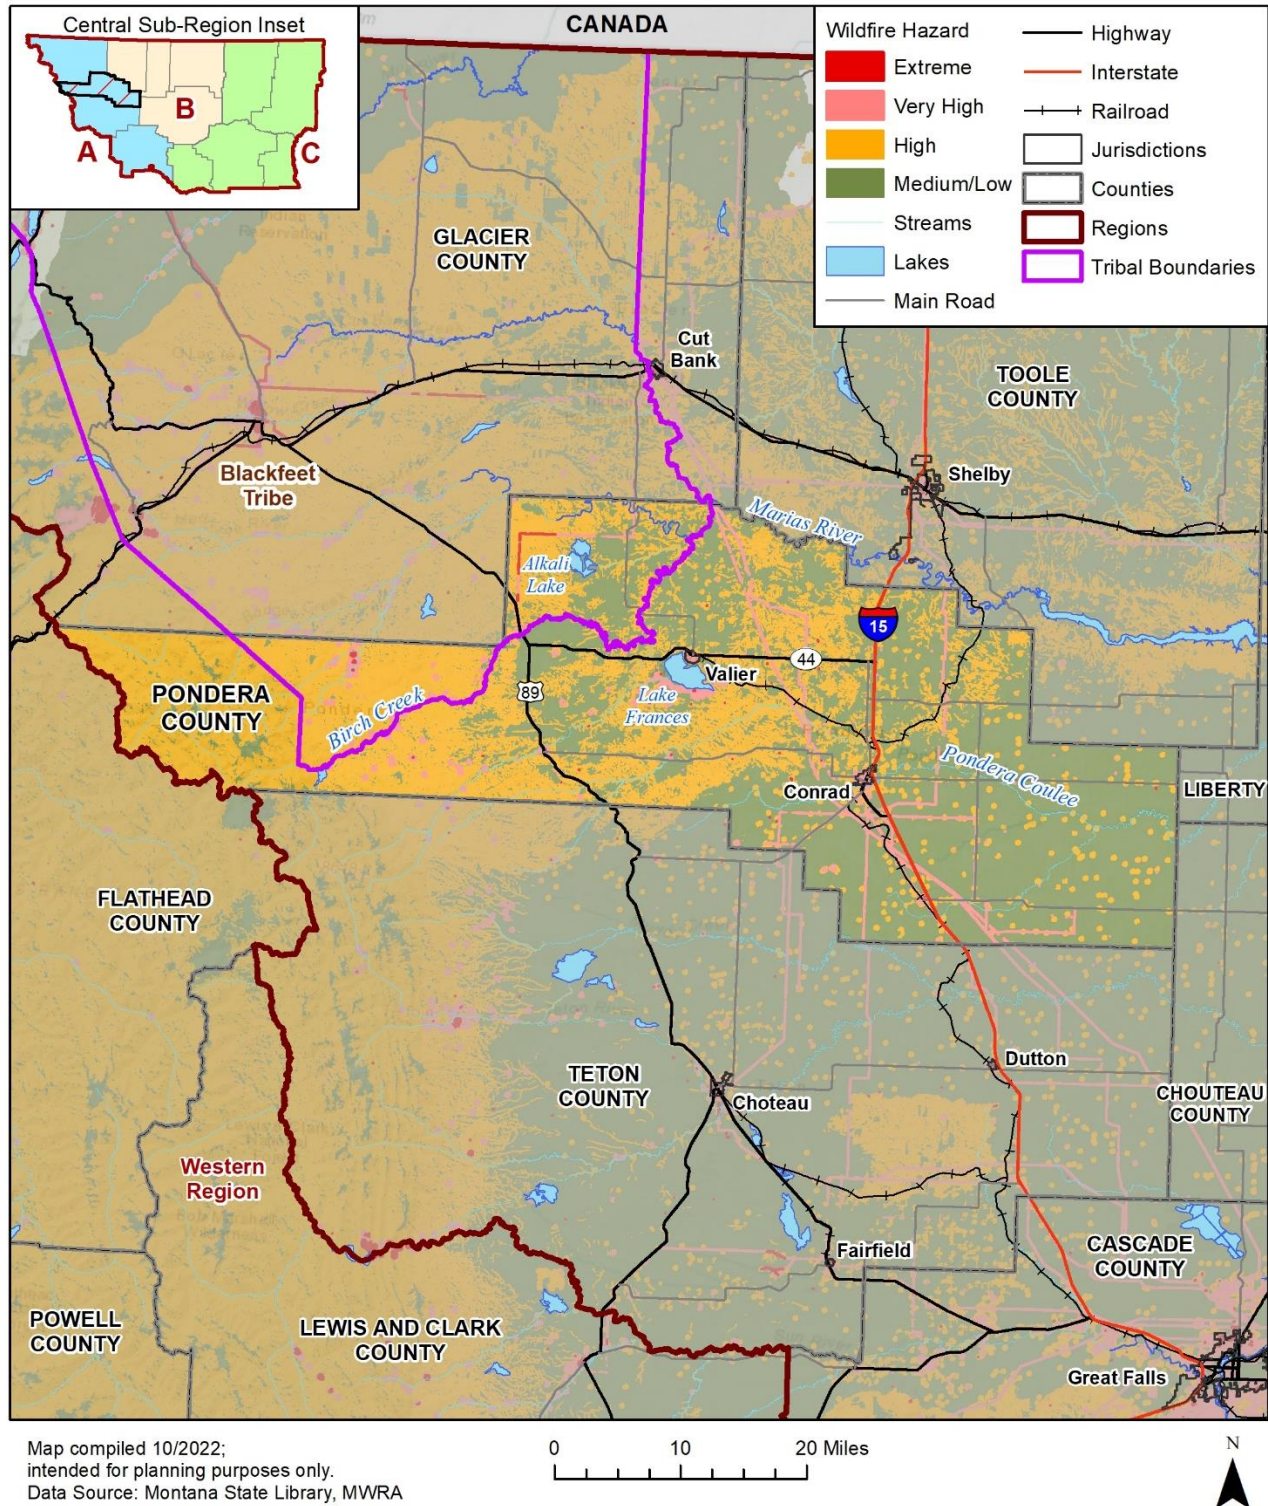 Central Sub-Region Inset
A
B
C
CANADA
Wildfire Hazard
Extreme
Very High
High
Medium/Low
Streams
Lakes
Main Road
Highway
Interstate
Railroad
Jurisdictions
Counties
Regions
Tribal Boundaries
GLACIER
COUNTY
Cut
Bank
TOOLE
COUNTY
Shelby
Blackfeet
Tribe
Marias River
Alkali
Lake
15
PONDERA
COUNTY
Birch Creek
89
44
Valier
Lake
Frances
Pondera Coulee
Conrad
LIBERTY
FLATHEAD
COUNTY
TETON
COUNTY
Dutton
Choteau
CHOUTEAU
COUNTY
Western
Region
Fairfield
CASCADE
COUNTY
POWELL
COUNTY
LEWIS AND CLARK
COUNTY
Great Falls
Map compiled 10/2022;
intended for planning purposes only.
Data Source: Montana State Library, MWRA
0 10 20 Miles
N